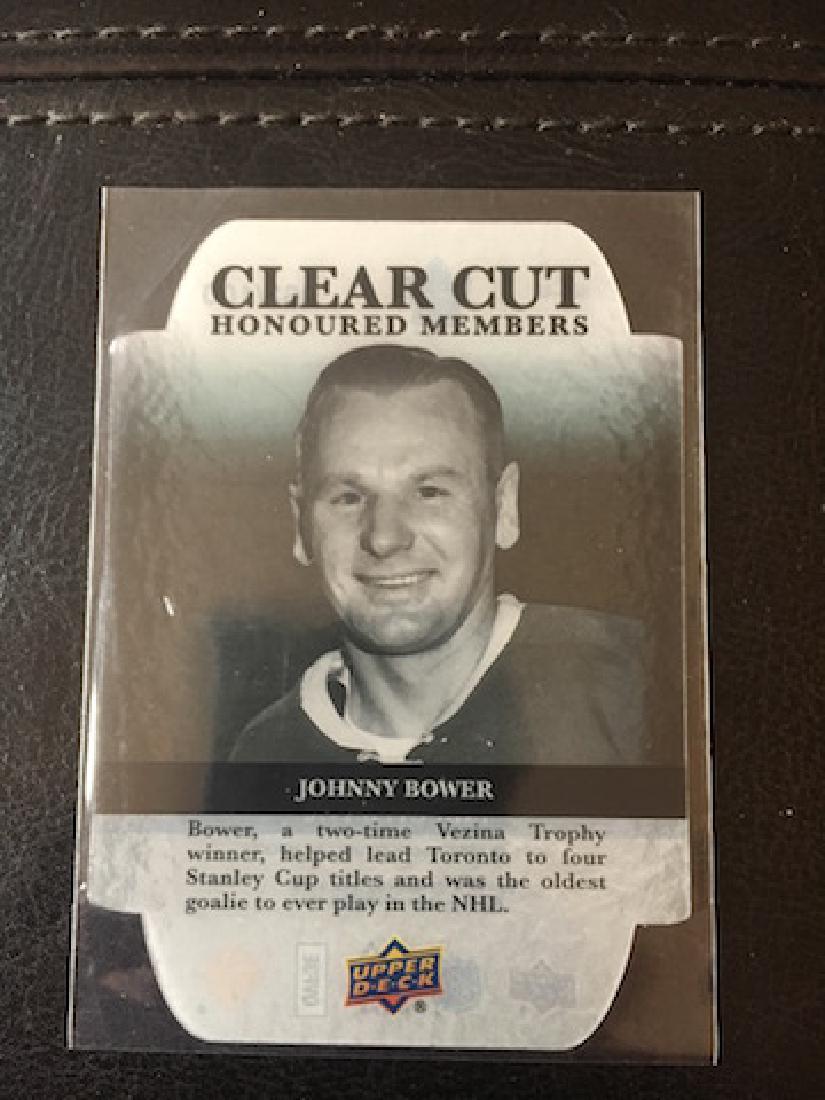 CLEAR CUT
HONOURED MEMBERS
JOHNNY BOWER
Bower, a two-time Vezina Trophy
winner, helped lead Toronto to four
Stanley Cup titles and was the oldest
goalie to ever play in the NHL.
UPPER
D·E·C·K
®